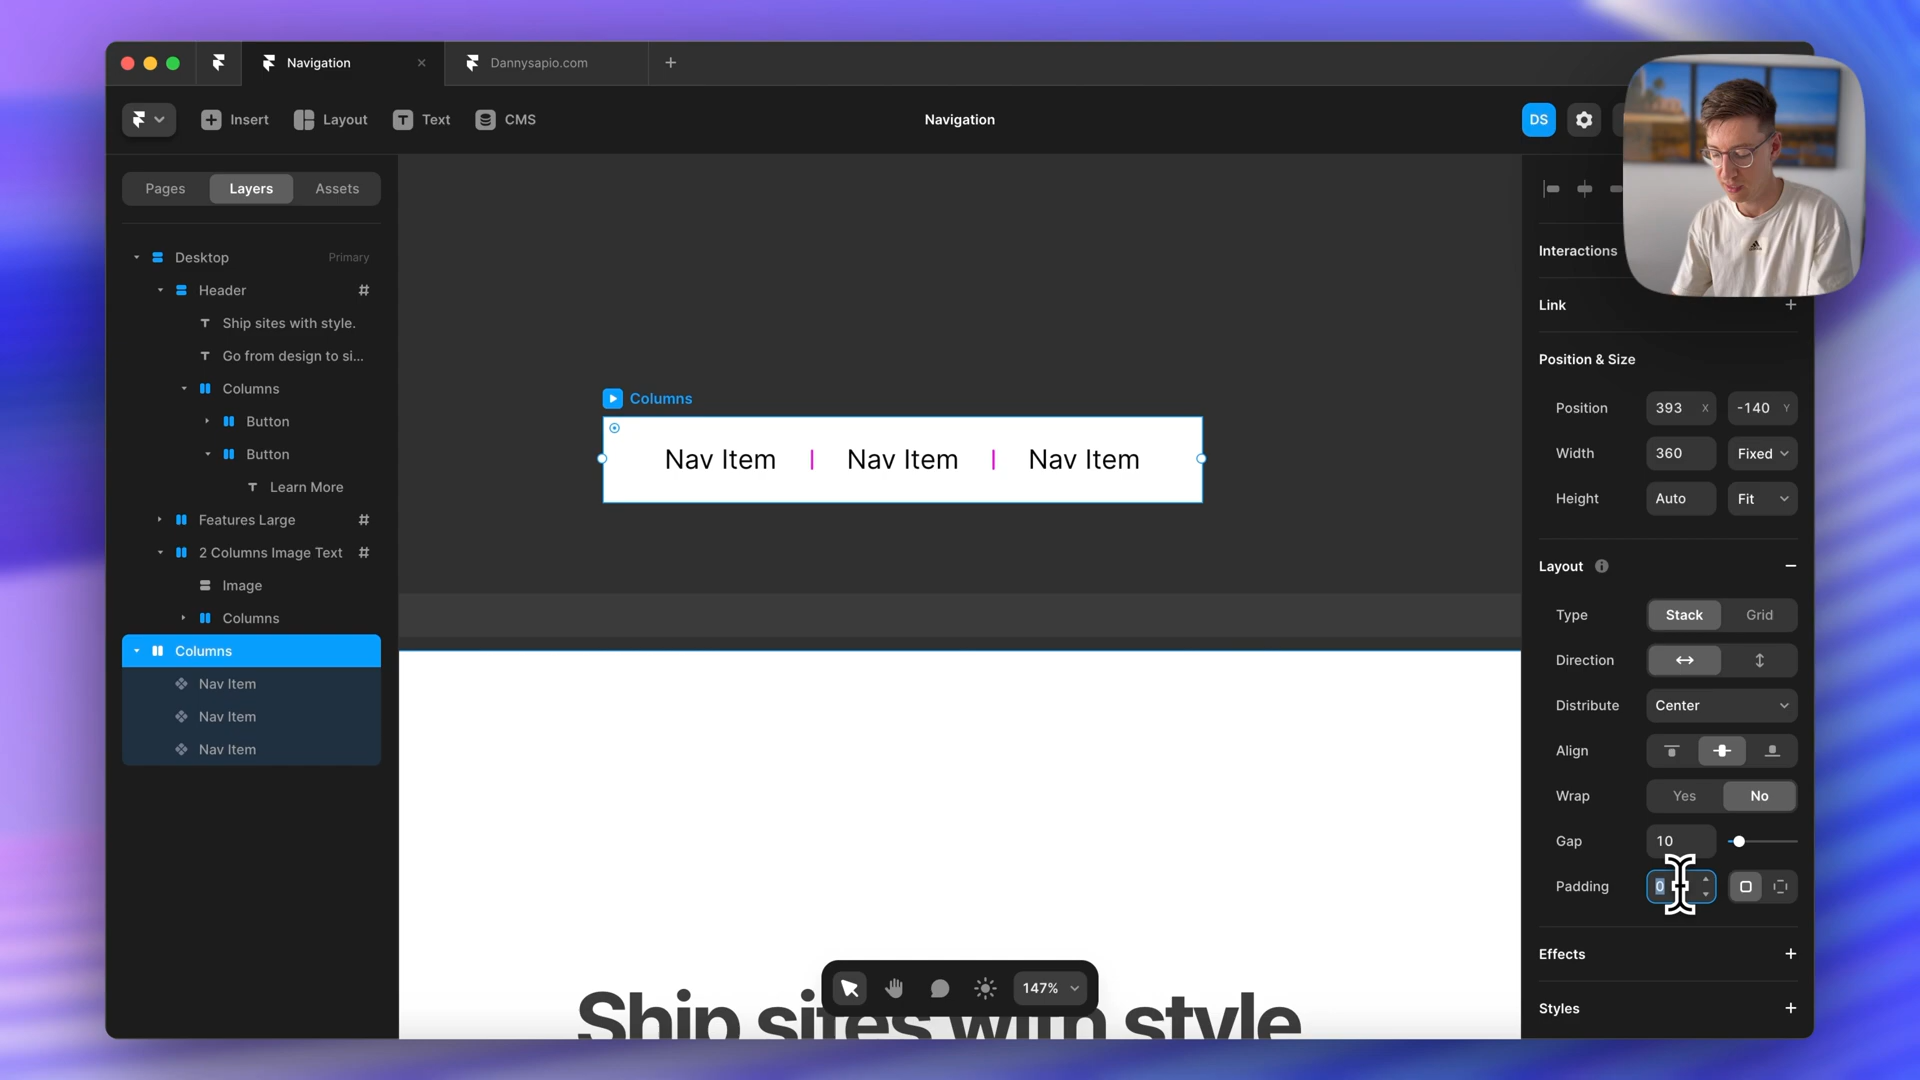 Navigation
Dannysapio.com
Insert
Layout
Text
CMS
Navigation
DS
Pages
Layers
Assets
Desktop
Primary
Header
Ship sites with style.
Go from design to si...
Columns
Button
Button
Learn More
Features Large
2 Columns Image Text
Image
Columns
Columns
Nav Item
Nav Item
Nav Item
Columns
Nav Item
Nav Item
Nav Item
Ship sites with style
147%
Interactions
Link
Position & Size
Position
393
X
-140
Y
Width
360
Fixed
Height
Auto
Fit
Layout
Type
Stack
Grid
Direction
Distribute
Center
Align
Wrap
Yes
No
Gap
10
Padding
0
Effects
Styles